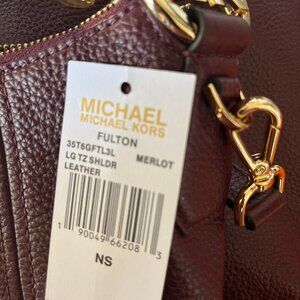 MICHAEL
MICHAEL KORS
FULTON
35T6GFTL3L MERLOT
LG TZ SHLDR
LEATHER
1 90049 66208 3
NS